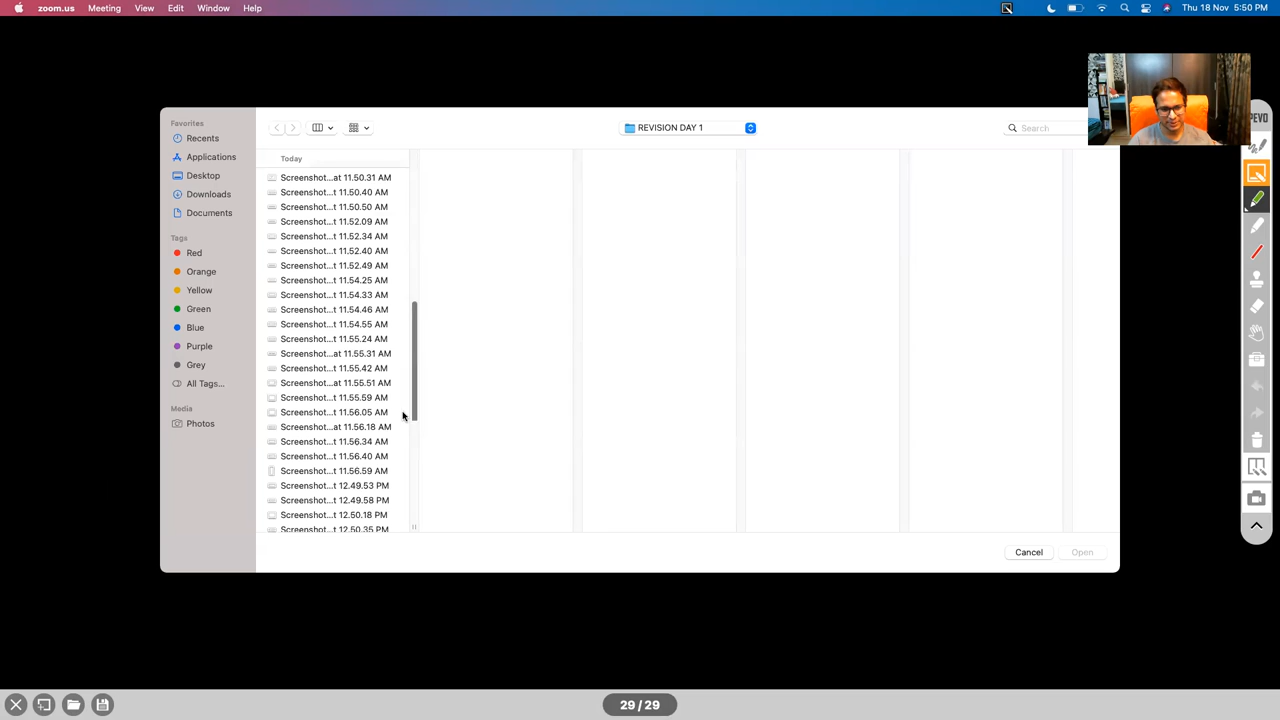 zoom.us Meeting View Edit Window Help Thu 18 Nov 5:50 PM
REVISION DAY 1
Search
Favorites
Recents
Applications
Desktop
Downloads
Documents
Tags
Red
Orange
Yellow
Green
Blue
Purple
Grey
All Tags...
Media
Photos
Today
Screenshot...at 11.50.31 AM
Screenshot...t 11.50.40 AM
Screenshot...t 11.50.50 AM
Screenshot...t 11.52.09 AM
Screenshot...t 11.52.34 AM
Screenshot...t 11.52.40 AM
Screenshot...t 11.52.49 AM
Screenshot...t 11.54.25 AM
Screenshot...t 11.54.33 AM
Screenshot...t 11.54.46 AM
Screenshot...t 11.54.55 AM
Screenshot...t 11.55.24 AM
Screenshot...at 11.55.31 AM
Screenshot...t 11.55.42 AM
Screenshot...at 11.55.51 AM
Screenshot...t 11.55.59 AM
Screenshot...t 11.56.05 AM
Screenshot...at 11.56.18 AM
Screenshot...t 11.56.34 AM
Screenshot...t 11.56.40 AM
Screenshot...t 11.56.59 AM
Screenshot...t 12.49.53 PM
Screenshot...t 12.49.58 PM
Screenshot...t 12.50.18 PM
Screenshot...t 12.50.35 PM
Cancel Open
29 / 29